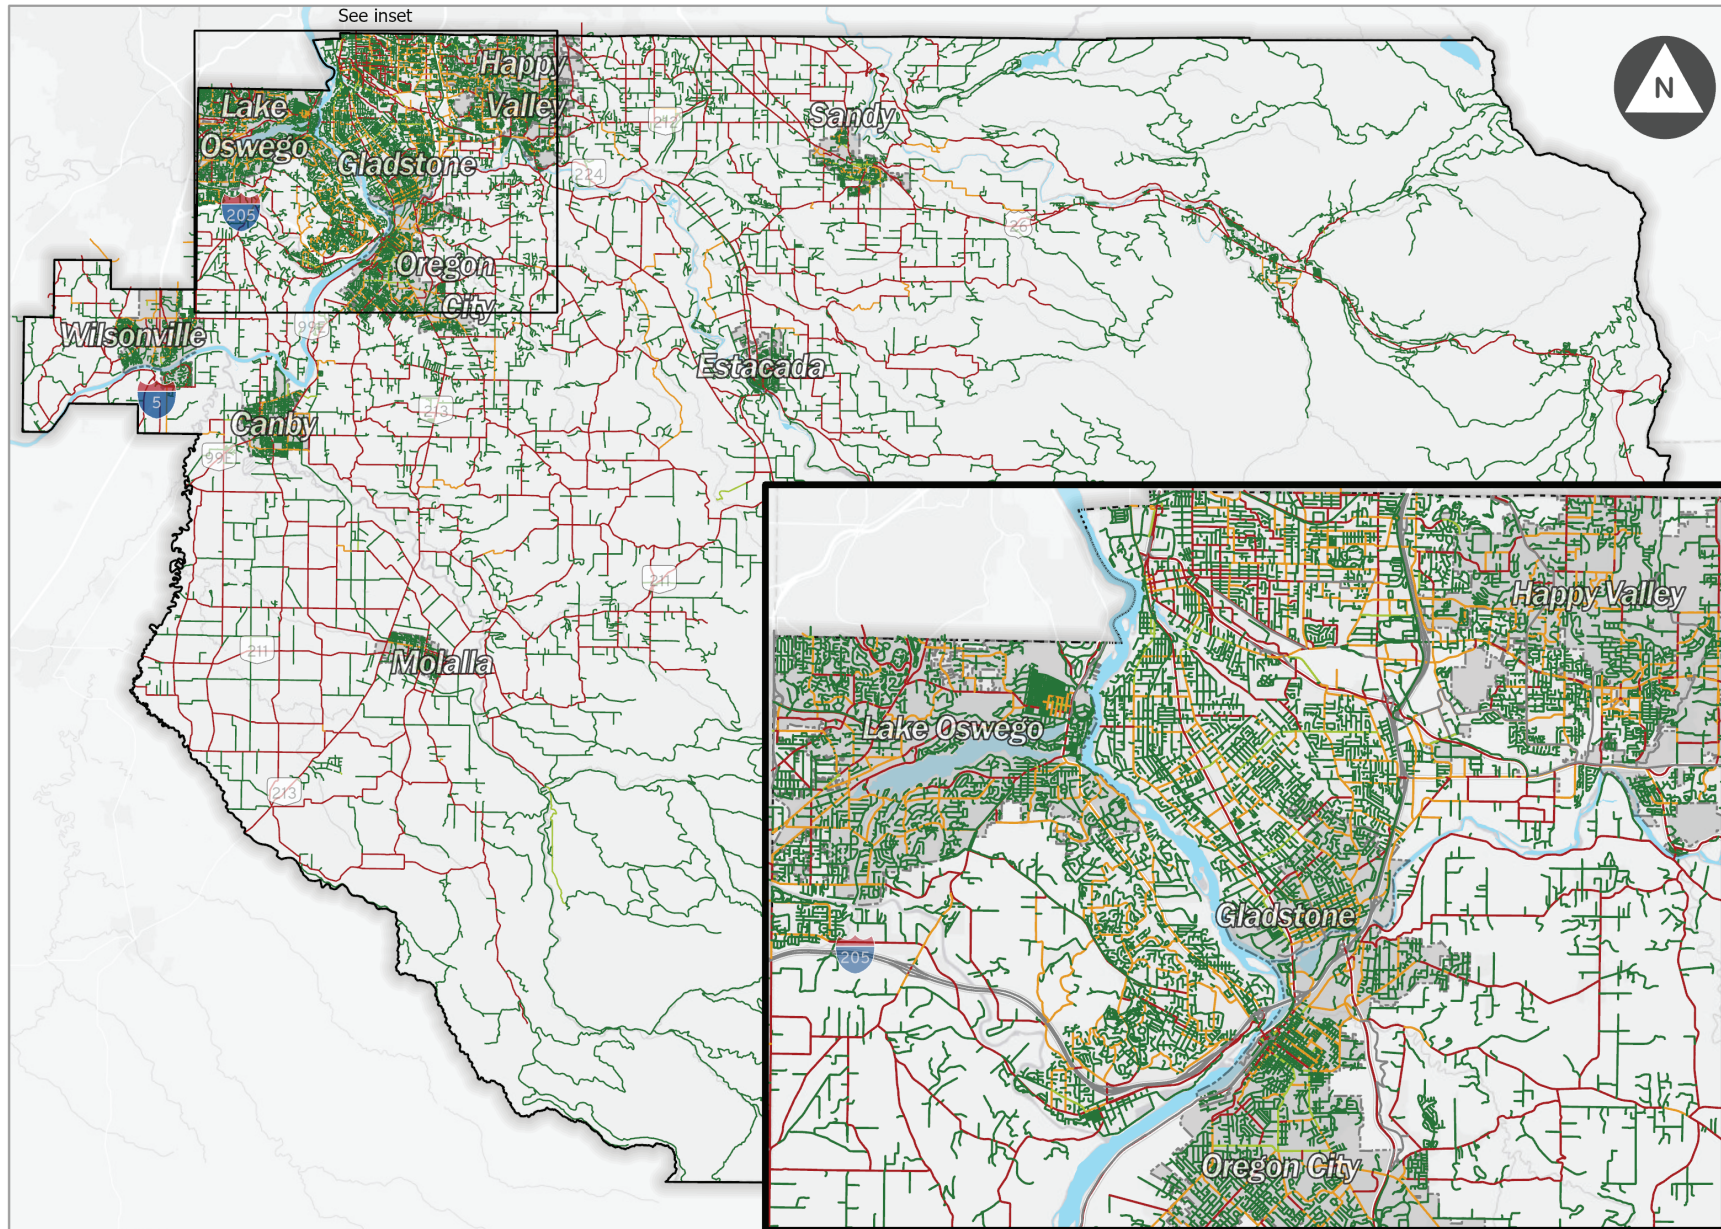 See inset
N
Happy
Valley
Lake
Oswego
Sandy
212
Gladstone
224
205
26
Oregon
City
99E
Wilsonville
Estacada
5
213
Canby
99E
211
211
Molalla
213
Happy Valley
Lake Oswego
Gladstone
205
Oregon City